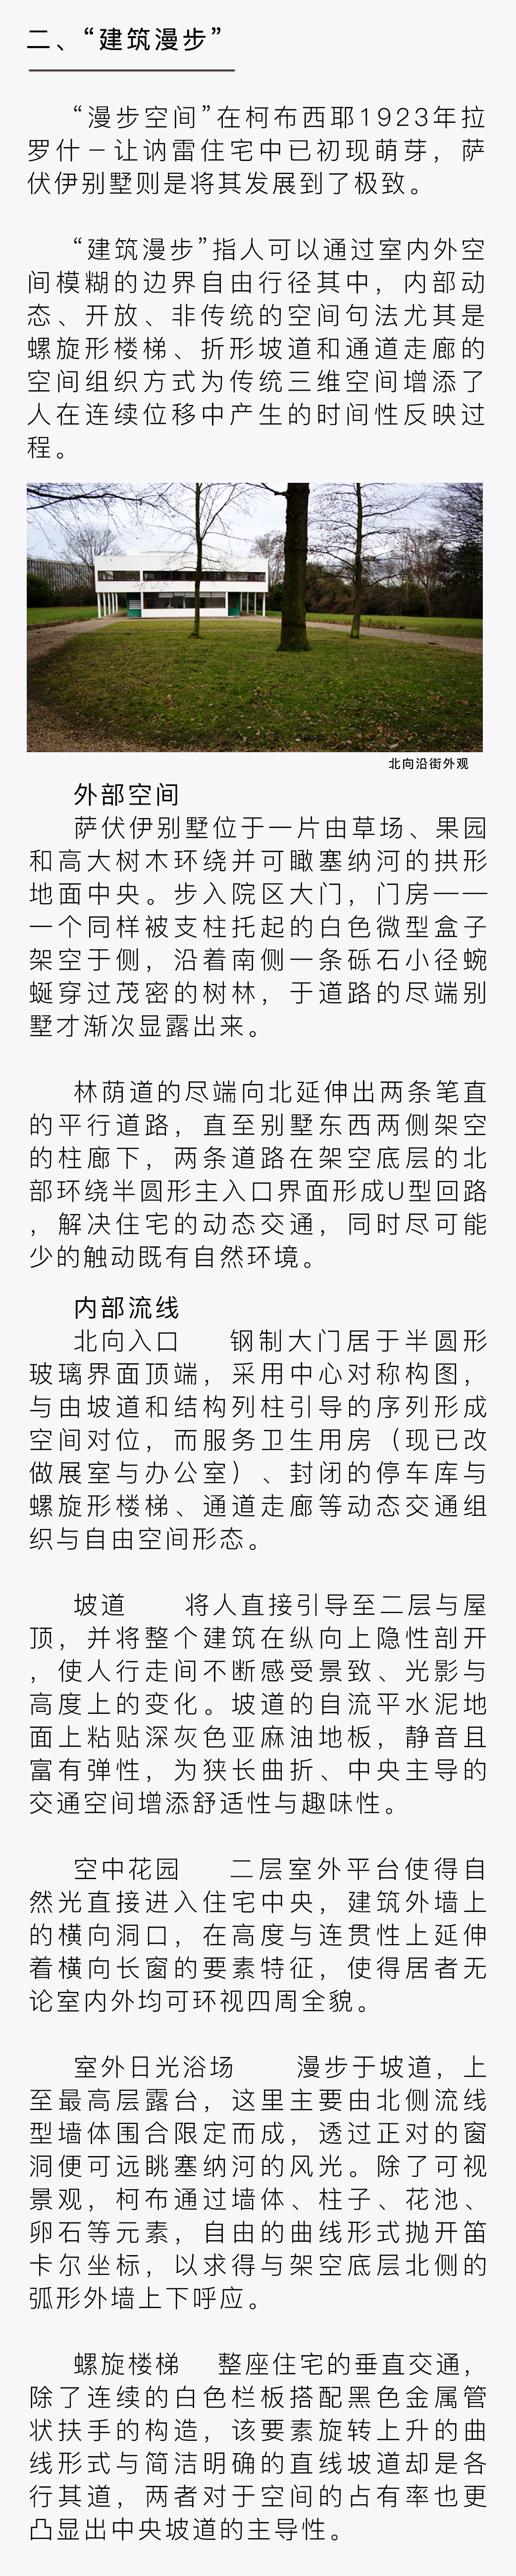 二、“建筑漫步”
“漫步空间”在柯布西耶1923年拉
罗什－让讷雷住宅中已初现萌芽，萨
伏伊别墅则是将其发展到了极致。
“建筑漫步”指人可以通过室内外空
间模糊的边界自由行径其中，内部动
态、开放、非传统的空间句法尤其是
螺旋形楼梯、折形坡道和通道走廊的
空间组织方式为传统三维空间增添了
人在连续位移中产生的时间性反映过
程。
北向沿街外观
外部空间
萨伏伊别墅位于一片由草场、果园
和高大树木环绕并可瞰塞纳河的拱形
地面中央。步入院区大门，门房——
一个同样被支柱托起的白色微型盒子
架空于侧，沿着南侧一条砾石小径蜿
蜒穿过茂密的树林，于道路的尽端别
墅才渐次显露出来。
林荫道的尽端向北延伸出两条笔直
的平行道路，直至别墅东西两侧架空
的柱廊下，两条道路在架空底层的北
部环绕半圆形主入口界面形成U型回路
，解决住宅的动态交通，同时尽可能
少的触动既有自然环境。
内部流线
北向入口　　钢制大门居于半圆形
玻璃界面顶端，采用中心对称构图，
与由坡道和结构列柱引导的序列形成
空间对位，而服务卫生用房（现已改
做展室与办公室）、封闭的停车库与
螺旋形楼梯、通道走廊等动态交通组
织与自由空间形态。
坡道　　将人直接引导至二层与屋
顶，并将整个建筑在纵向上隐性剖开
，使人行走间不断感受景致、光影与
高度上的变化。坡道的自流平水泥地
面上粘贴深灰色亚麻油地板，静音且
富有弹性，为狭长曲折、中央主导的
交通空间增添舒适性与趣味性。
空中花园　　二层室外平台使得自
然光直接进入住宅中央，建筑外墙上
的横向洞口，在高度与连贯性上延伸
着横向长窗的要素特征，使得居者无
论室内外均可环视四周全貌。
室外日光浴场　　漫步于坡道，上
至最高层露台，这里主要由北侧流线
型墙体围合限定而成，透过正对的窗
洞便可远眺塞纳河的风光。除了可视
景观，柯布通过墙体、柱子、花池、
卵石等元素，自由的曲线形式抛开笛
卡尔坐标，以求得与架空底层北侧的
弧形外墙上下呼应。
螺旋楼梯　整座住宅的垂直交通，
除了连续的白色栏板搭配黑色金属管
状扶手的构造，该要素旋转上升的曲
线形式与简洁明确的直线坡道却是各
行其道，两者对于空间的占有率也更
凸显出中央坡道的主导性。